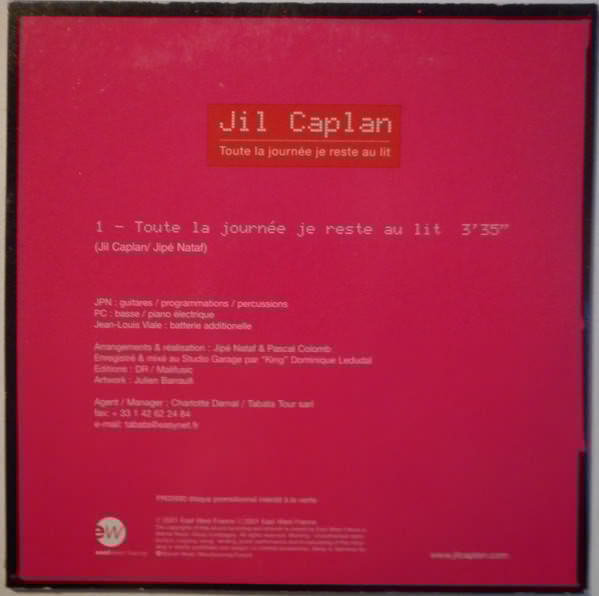 Jil Caplan
Toute la journée je reste au lit
1 - Toute la journée je reste au lit 3'35"
(Jil Caplan/ Jipé Nataf)
JPN : guitares / programmations / percussions
PC : basse / piano électrique
Jean-Louis Viale : batterie additionelle
Arrangements & réalisation : Jipé Nataf & Pascal Colomb
Enregistré & mixé au Studio Garage par "King" Dominique Ledudal
Editions : DR / Malifusic
Artwork : Julien Barrault
Agent / Manager : Charlotte Damal / Tabata Tour sarl
fax: + 33 1 42 62 24 84
e-mail: tabata@easynet.fr
disque promotionnel interdit à la vente
ew
℗ 2001 East West France © 2001 East West France.
www.jilcaplan.com